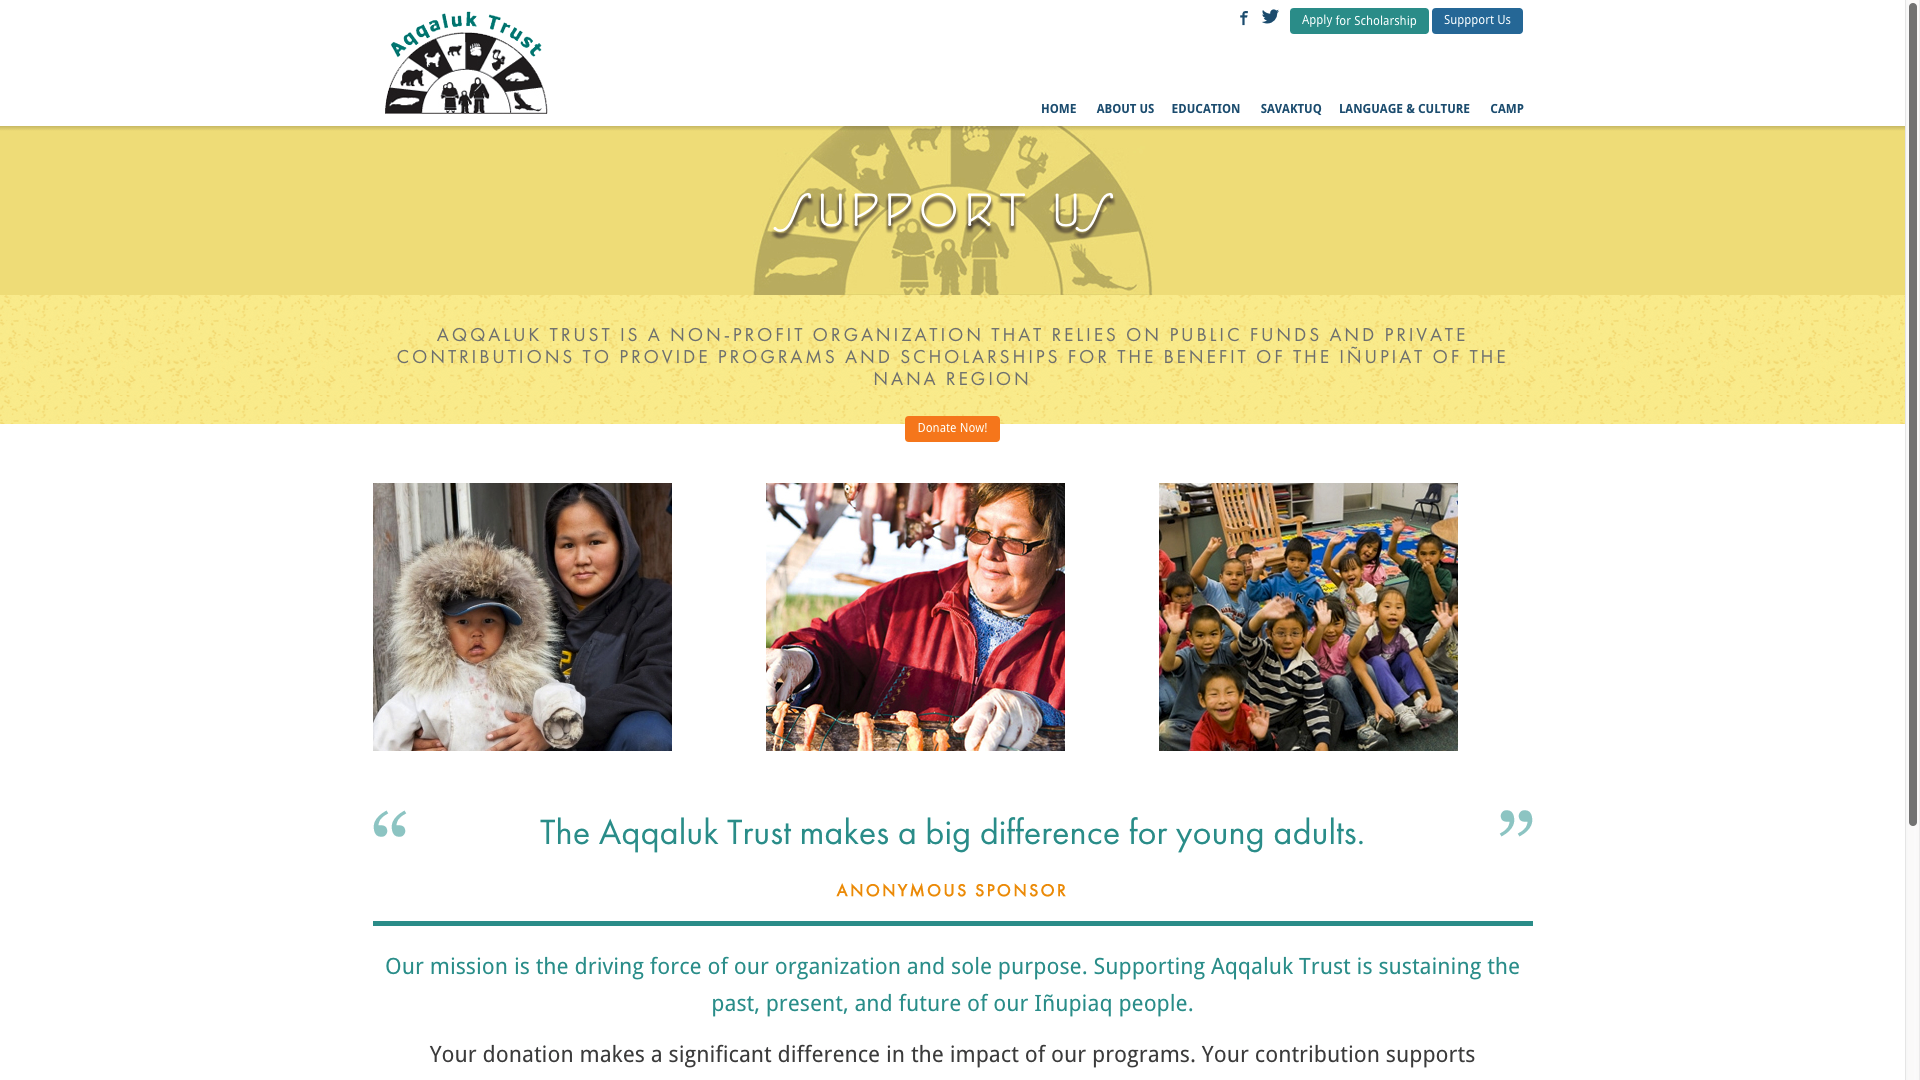 Aqqaluk Trust
Apply for Scholarship
Suppport Us
HOME
ABOUT US
EDUCATION
SAVAKTUQ
LANGUAGE & CULTURE
CAMP
SUPPORT US
AQQALUK TRUST IS A NON-PROFIT ORGANIZATION THAT RELIES ON PUBLIC FUNDS AND PRIVATE
CONTRIBUTIONS TO PROVIDE PROGRAMS AND SCHOLARSHIPS FOR THE BENEFIT OF THE IÑUPIAT OF THE
NANA REGION
Donate Now!
NIKE
“ The Aqqaluk Trust makes a big difference for young adults. ”
ANONYMOUS SPONSOR
Our mission is the driving force of our organization and sole purpose. Supporting Aqqaluk Trust is sustaining the
past, present, and future of our Iñupiaq people.
Your donation makes a significant difference in the impact of our programs. Your contribution supports